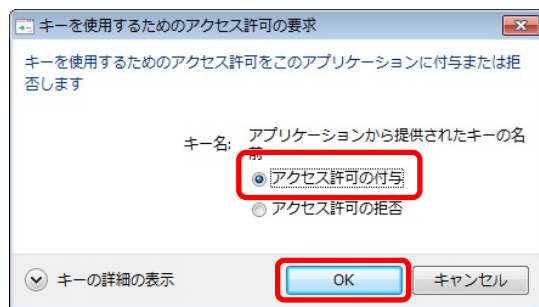 キーを使用するためのアクセス許可の要求
キーを使用するためのアクセス許可をこのアプリケーションに付与または拒
否します
キー名: アプリケーションから提供されたキーの名
前
アクセス許可の付与
アクセス許可の拒否
キーの詳細の表示
OK
キャンセル